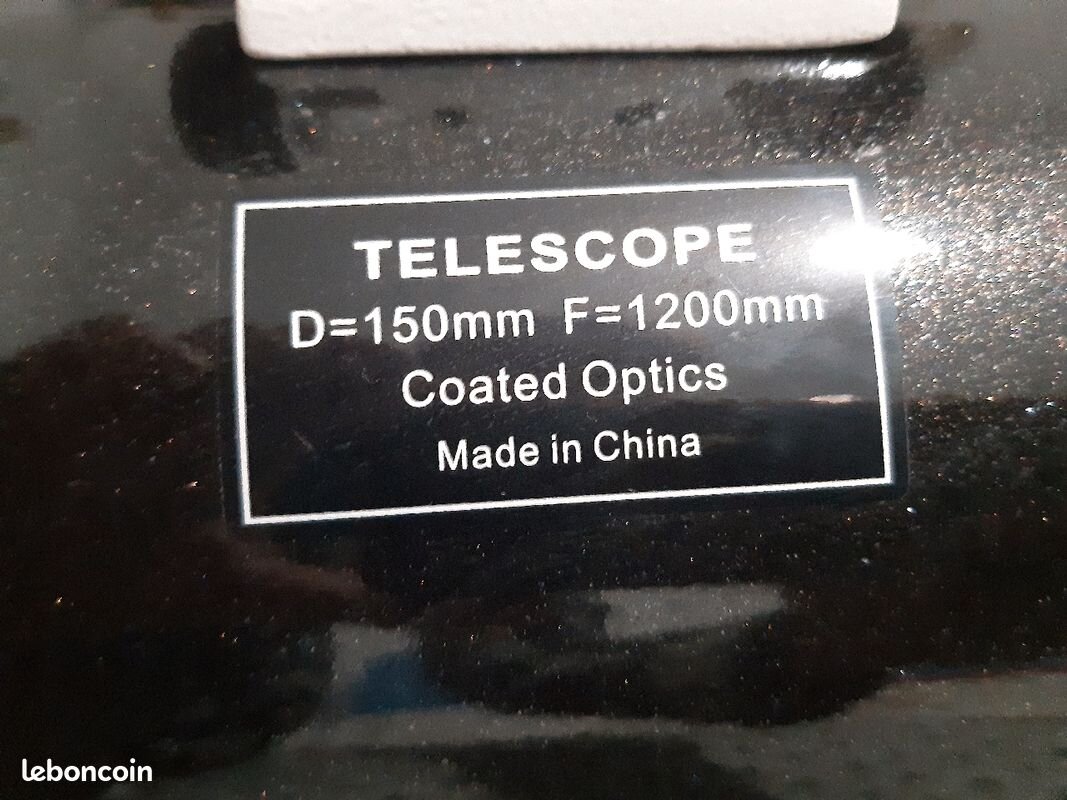 TELESCOPE
D=150mm F=1200mm
Coated Optics
Made in China
leboncoin